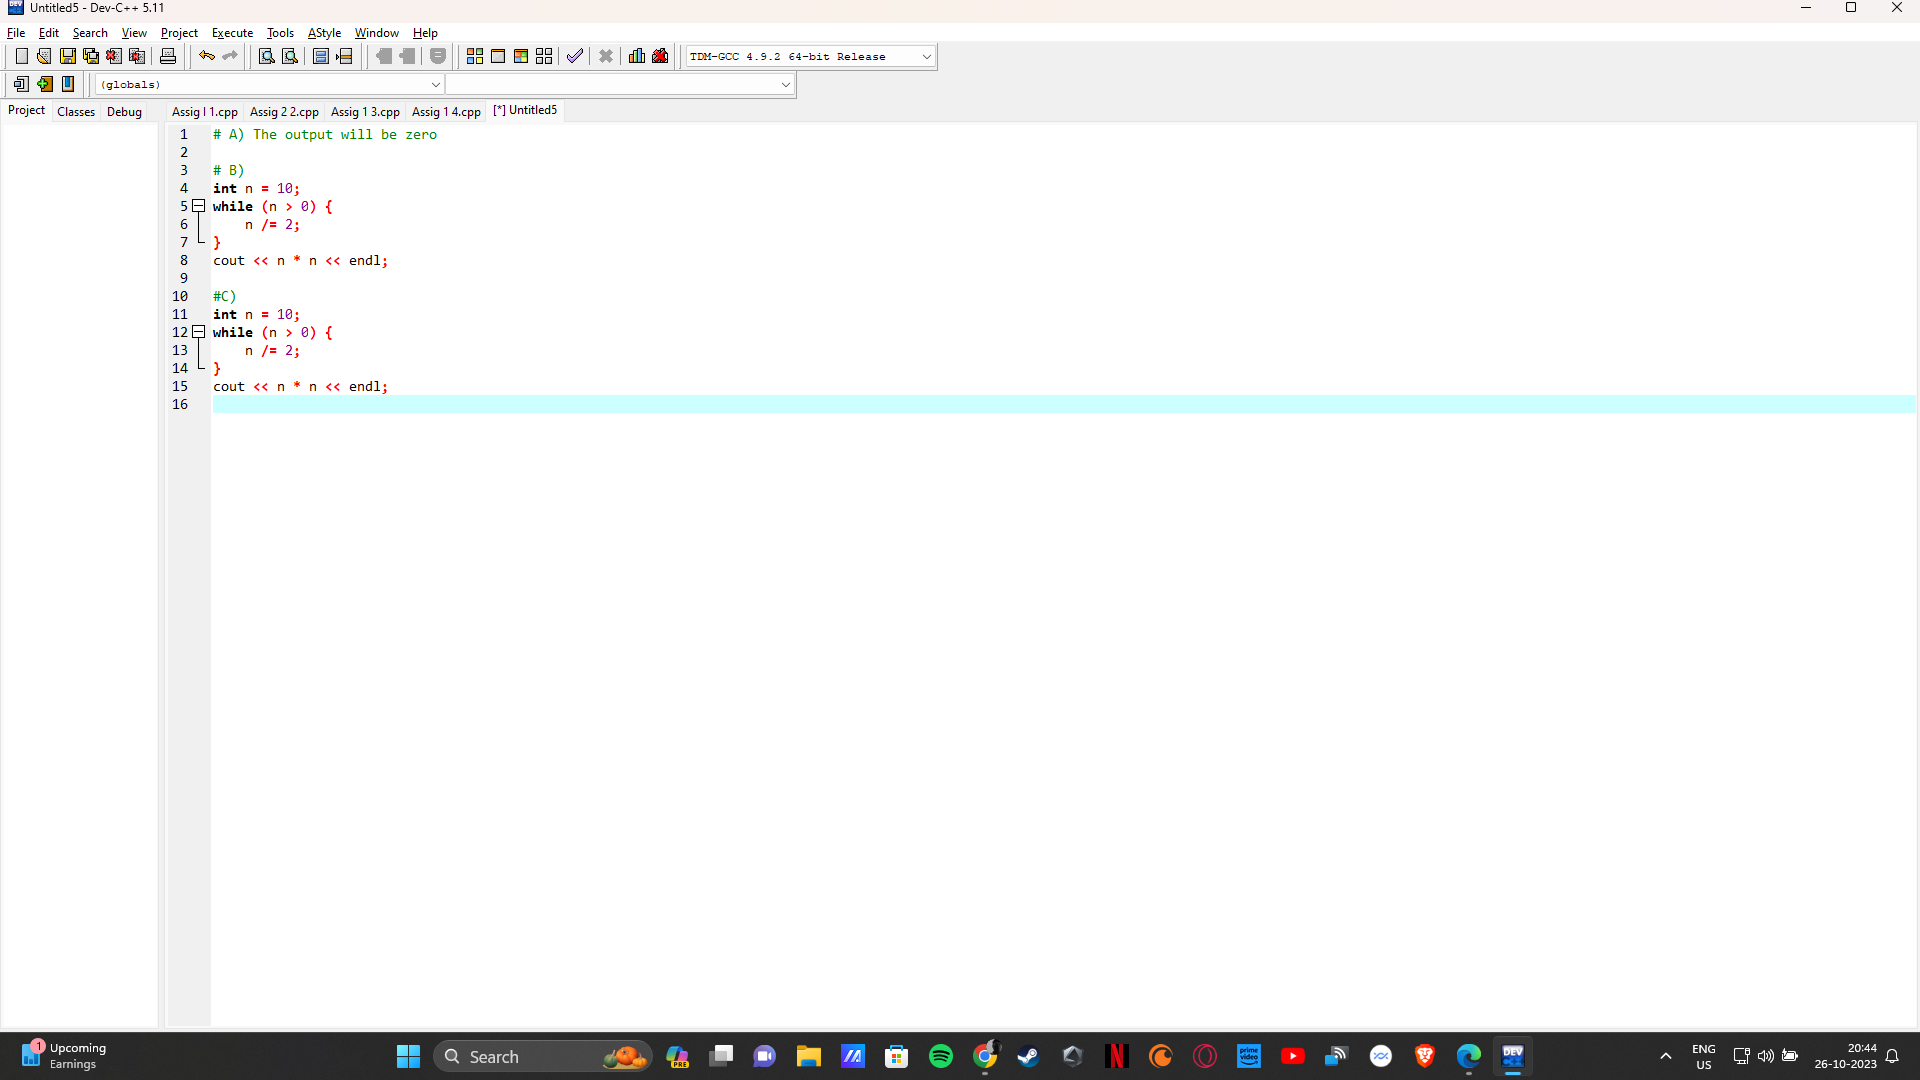 Untitled5 - Dev-C++ 5.11
File Edit Search View Project Execute Tools AStyle Window Help
TDM-GCC 4.9.2 64-bit Release
(globals)
Project Classes Debug Assig I 1.cpp Assig 2 2.cpp Assig 1 3.cpp Assig 1 4.cpp [*] Untitled5
1 # A) The output will be zero
2
3 # B)
4 int n = 10;
5 while (n > 0) {
6     n /= 2;
7 }
8 cout << n * n << endl;
9
10 #C)
11 int n = 10;
12 while (n > 0) {
13     n /= 2;
14 }
15 cout << n * n << endl;
16
1 Upcoming
Earnings
Search
PRE
prime video
DEV
ENG
US
20:44
26-10-2023